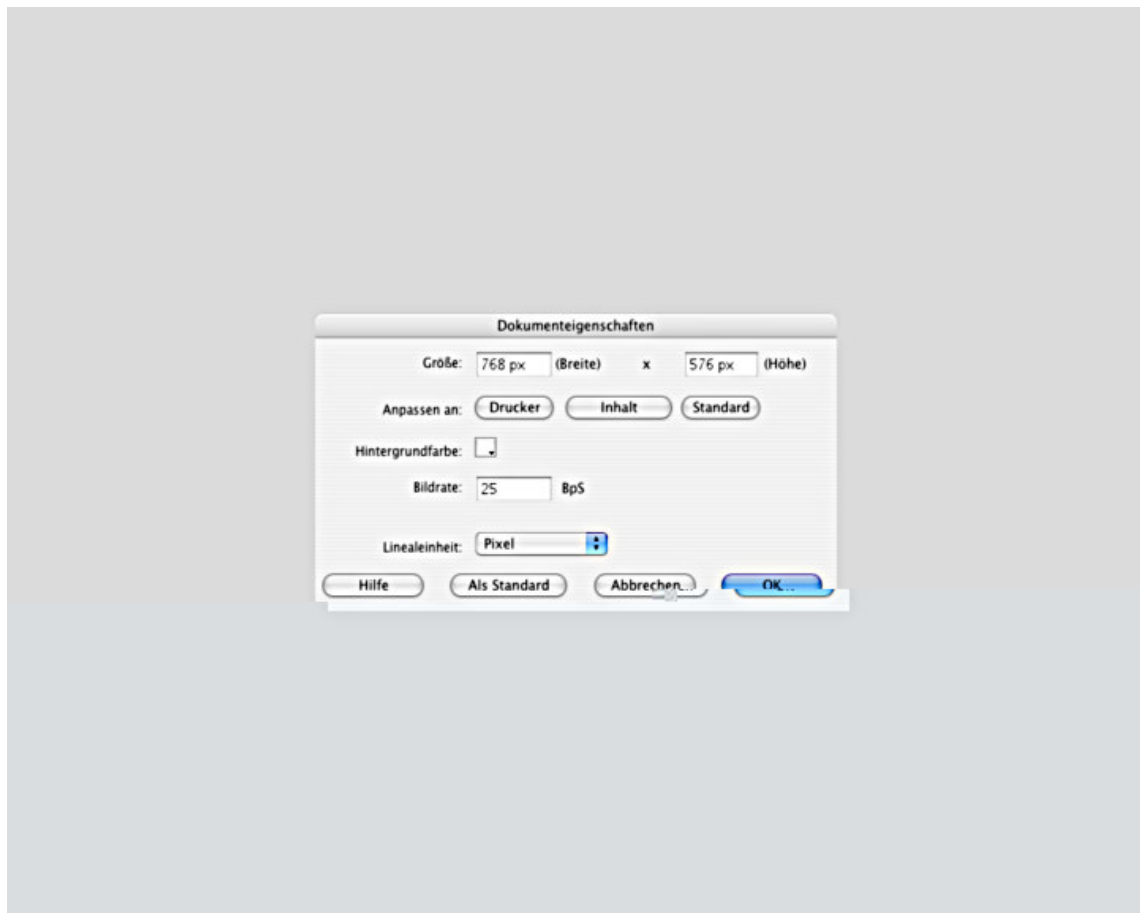 Dokumenteigenschaften
Größe: 768 px (Breite) x 576 px (Höhe)
Anpassen an: Drucker Inhalt Standard
Hintergrundfarbe:
Bildrate: 25 BpS
Linealeinheit: Pixel
Hilfe Als Standard Abbrechen... OK...